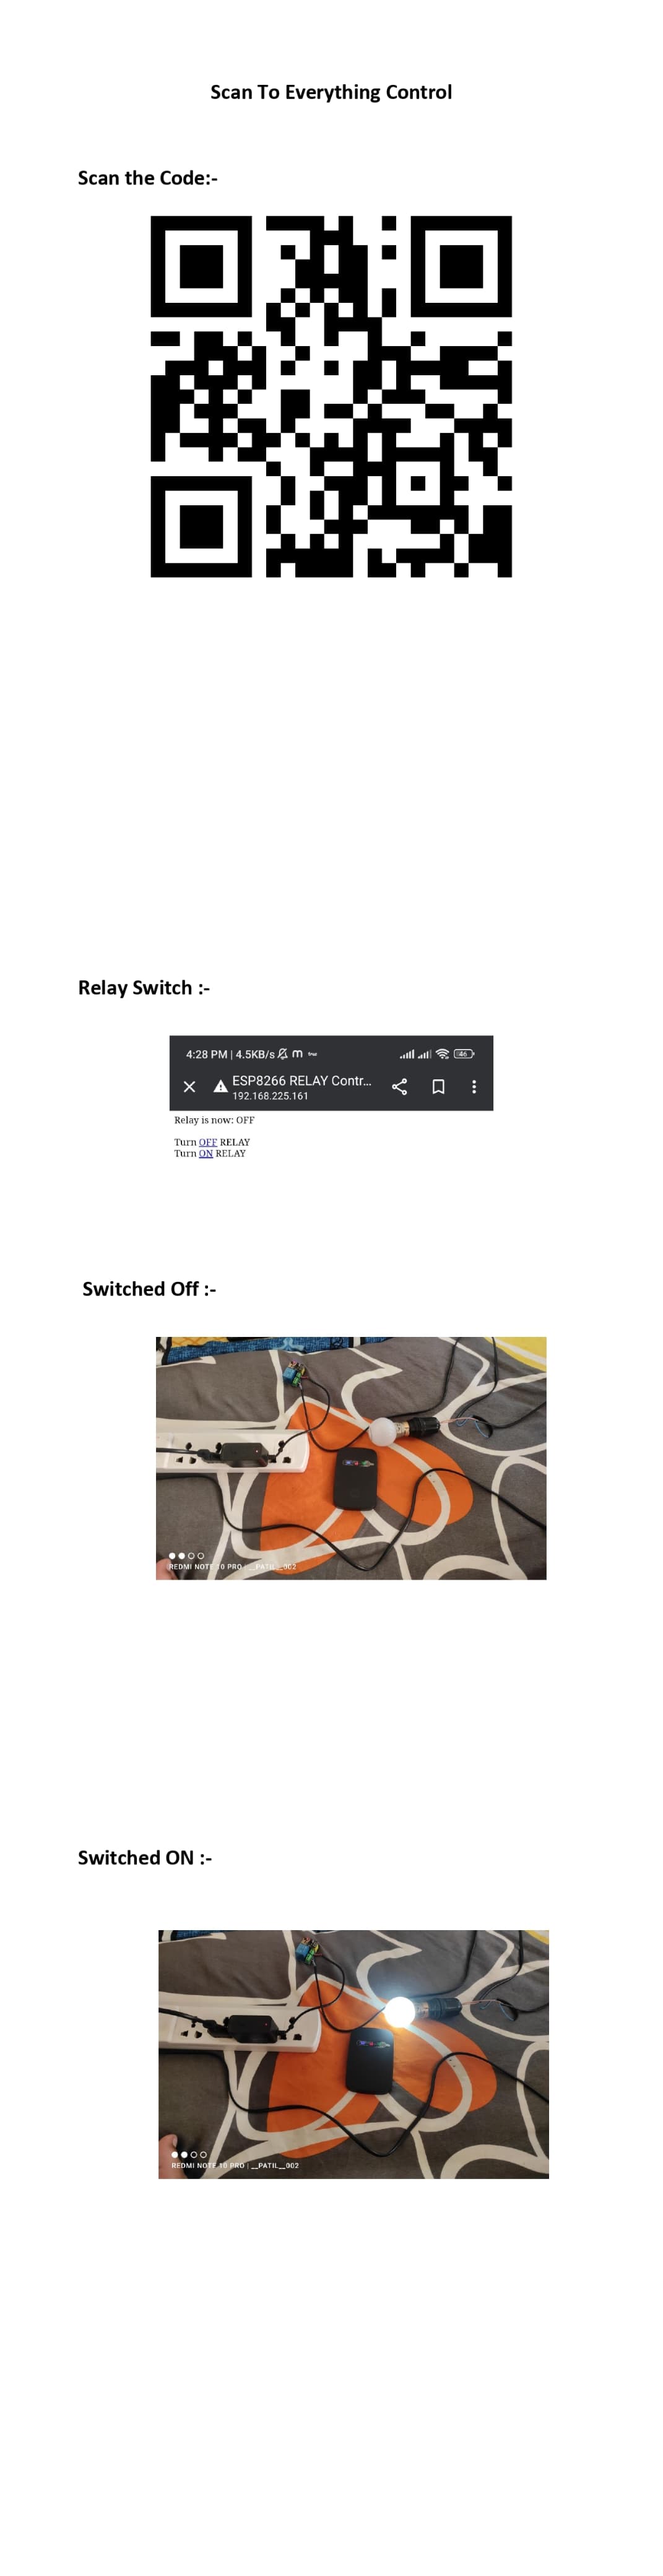 Scan To Everything Control
Scan the Code:-
Relay Switch :-
4:28 PM | 4.5KB/s
46
ESP8266 RELAY Contr...
192.168.225.161
Relay is now: OFF
Turn OFF RELAY
Turn ON RELAY
Switched Off :-
REDMI NOTE 10 PRO | __PATIL__002
Switched ON :-
REDMI NOTE 10 PRO | __PATIL__002